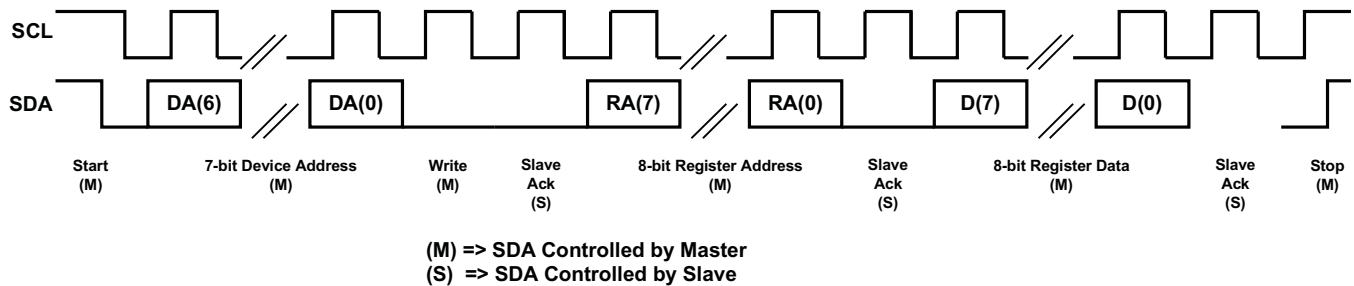 SCL
SDA
DA(6) DA(0) RA(7) RA(0) D(7) D(0)
Start
(M)
7-bit Device Address
(M)
Write
(M)
Slave
Ack
(S)
8-bit Register Address
(M)
Slave
Ack
(S)
8-bit Register Data
(M)
Slave
Ack
(S)
Stop
(M)
(M) => SDA Controlled by Master
(S) => SDA Controlled by Slave